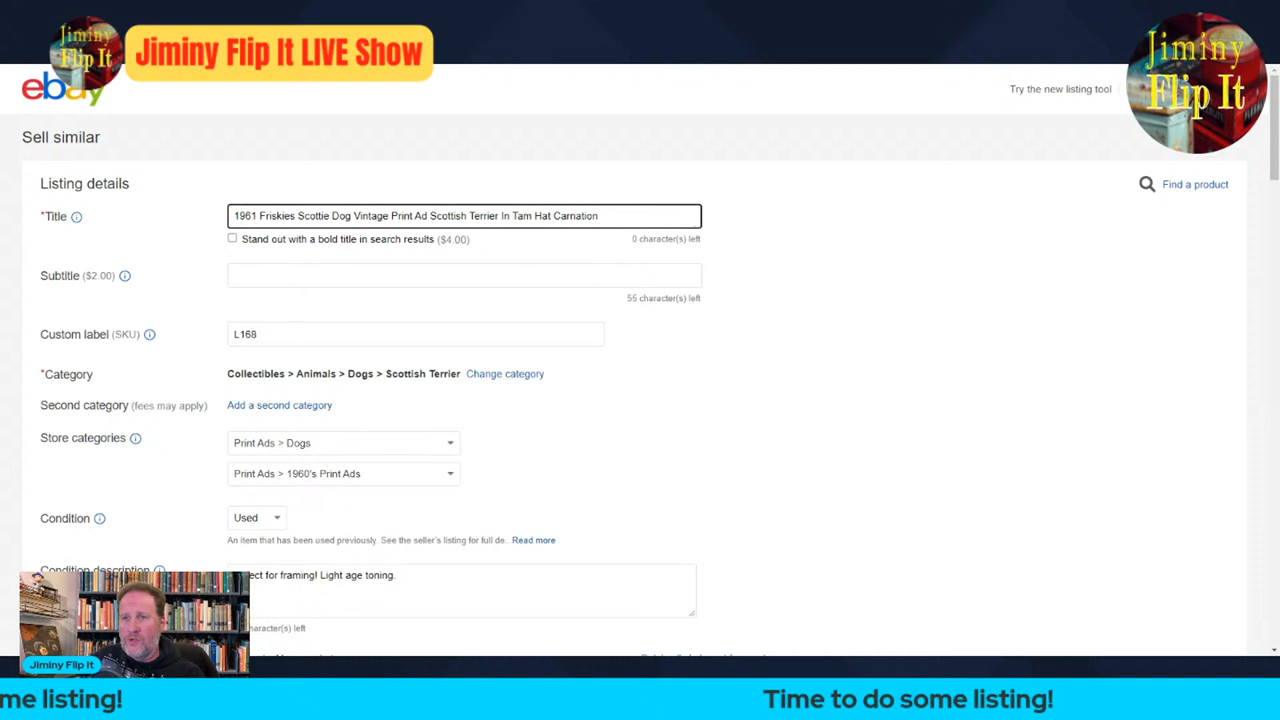 Jiminy
Flip It
Jiminy Flip It LIVE Show
Jiminy
Flip It
ebay
Try the new listing tool
Sell similar
Listing details
Find a product
*Title
1961 Friskies Scottie Dog Vintage Print Ad Scottish Terrier In Tam Hat Carnation
Stand out with a bold title in search results ($4.00)
0 character(s) left
Subtitle ($2.00)
55 character(s) left
Custom label (SKU)
L168
*Category
Collectibles > Animals > Dogs > Scottish Terrier Change category
Second category (fees may apply)
Add a second category
Store categories
Print Ads > Dogs
Print Ads > 1960's Print Ads
Condition
Used
An item that has been used previously. See the seller's listing for full de.. Read more
Condition description
ect for framing! Light age toning.
haracter(s) left
Jiminy Flip It
me listing!
Time to do some listing!